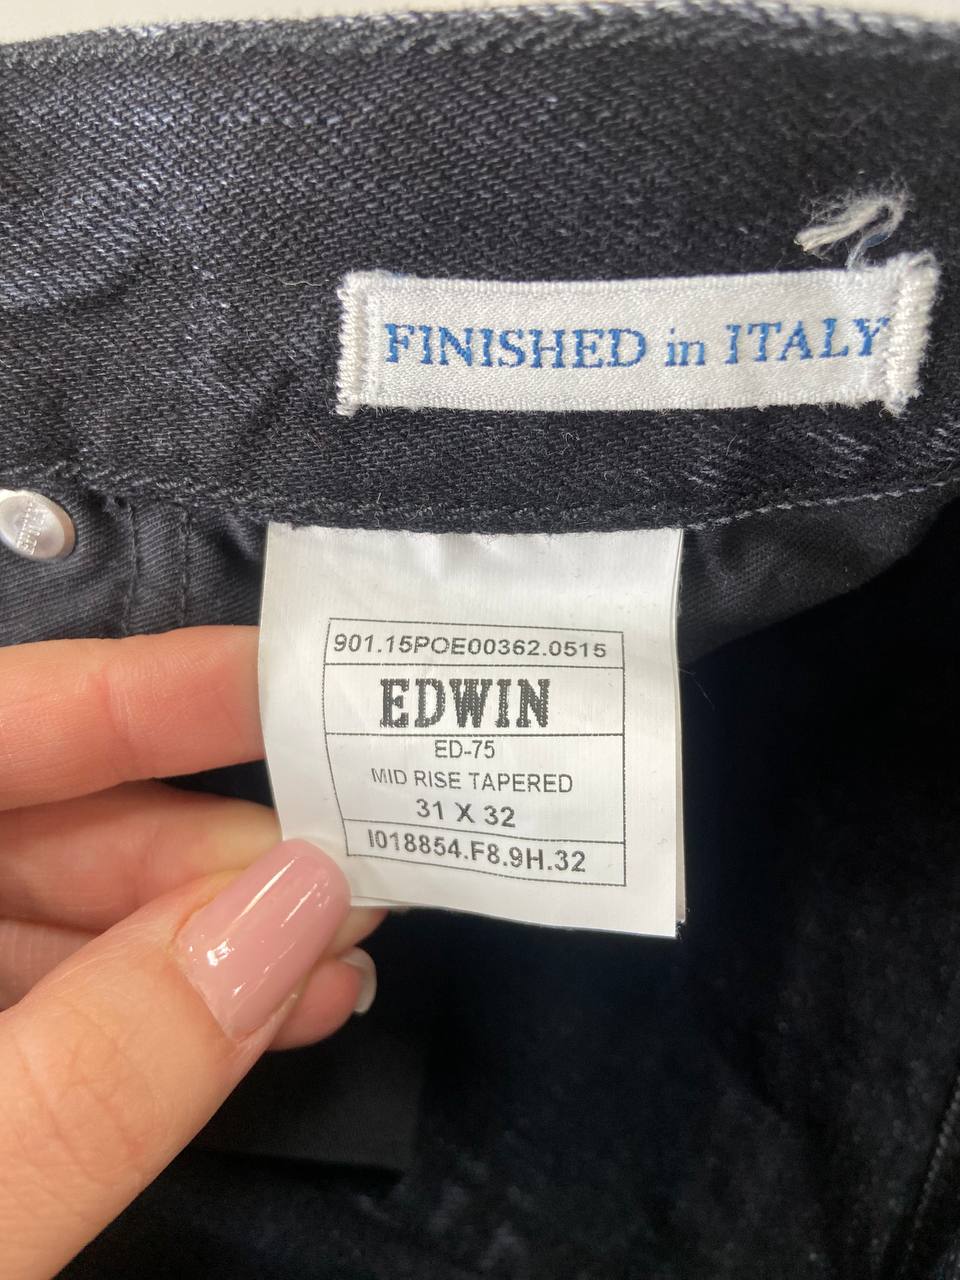 FINISHED in ITALY
901.15POE00362.0515
EDWIN
ED-75
MID RISE TAPERED
31 X 32
I018854.F8.9H.32